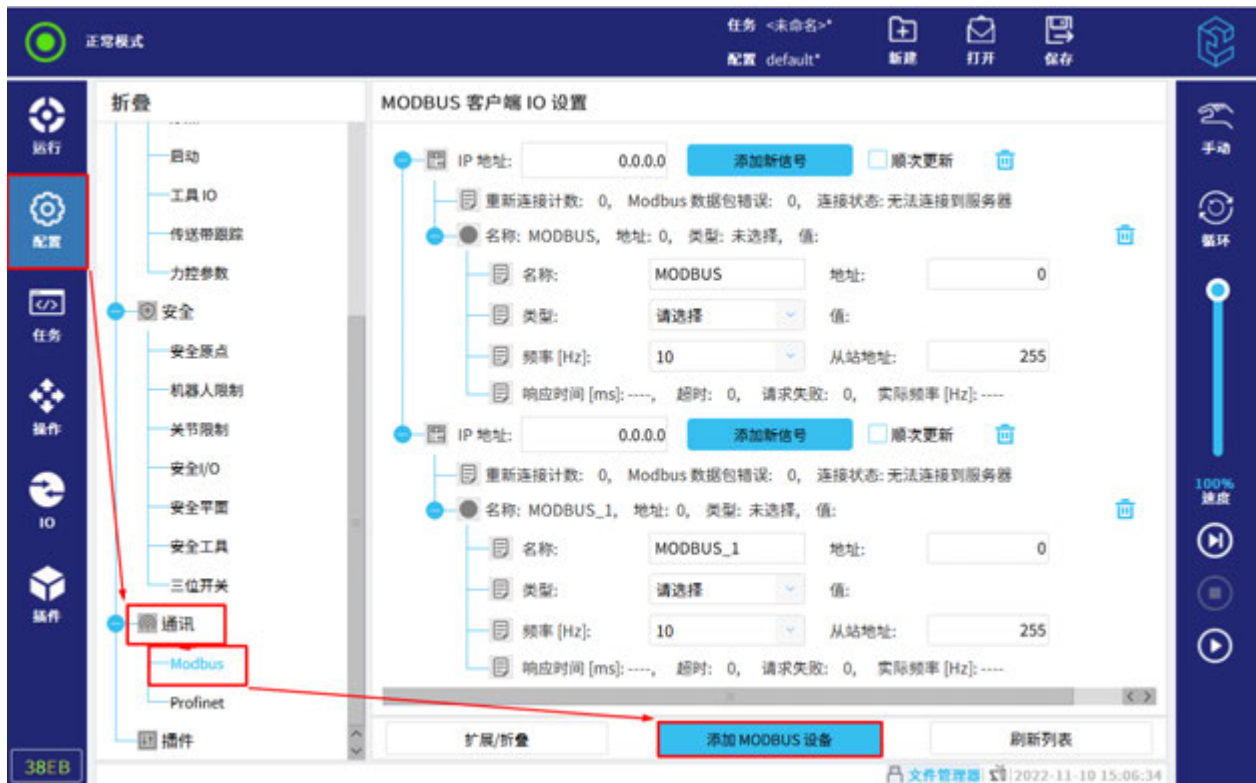 正常模式
任务 <未命名>*
配置 default*
新建
打开
保存
运行
配置
任务
操作
IO
插件
38EB
折叠
启动
工具 IO
传送带跟踪
力控参数
安全
安全原点
机器人限制
关节限制
安全I/O
安全平面
安全工具
三位开关
通讯
Modbus
Profinet
插件
MODBUS 客户端 IO 设置
IP 地址: 0.0.0.0 添加新信号 顺次更新
重新连接计数: 0, Modbus 数据包错误: 0, 连接状态: 无法连接到服务器
名称: MODBUS, 地址: 0, 类型: 未选择, 值:
名称: MODBUS 地址: 0
类型: 请选择 值:
频率 [Hz]: 10 从站地址: 255
响应时间 [ms]: ----, 超时: 0, 请求失败: 0, 实际频率 [Hz]: ----
IP 地址: 0.0.0.0 添加新信号 顺次更新
重新连接计数: 0, Modbus 数据包错误: 0, 连接状态: 无法连接到服务器
名称: MODBUS_1, 地址: 0, 类型: 未选择, 值:
名称: MODBUS_1 地址: 0
类型: 请选择 值:
频率 [Hz]: 10 从站地址: 255
响应时间 [ms]: ----, 超时: 0, 请求失败: 0, 实际频率 [Hz]: ----
扩展/折叠 添加 MODBUS 设备 刷新列表
手动
循环
100%
速度
文件管理器 2022-11-10 15:06:34